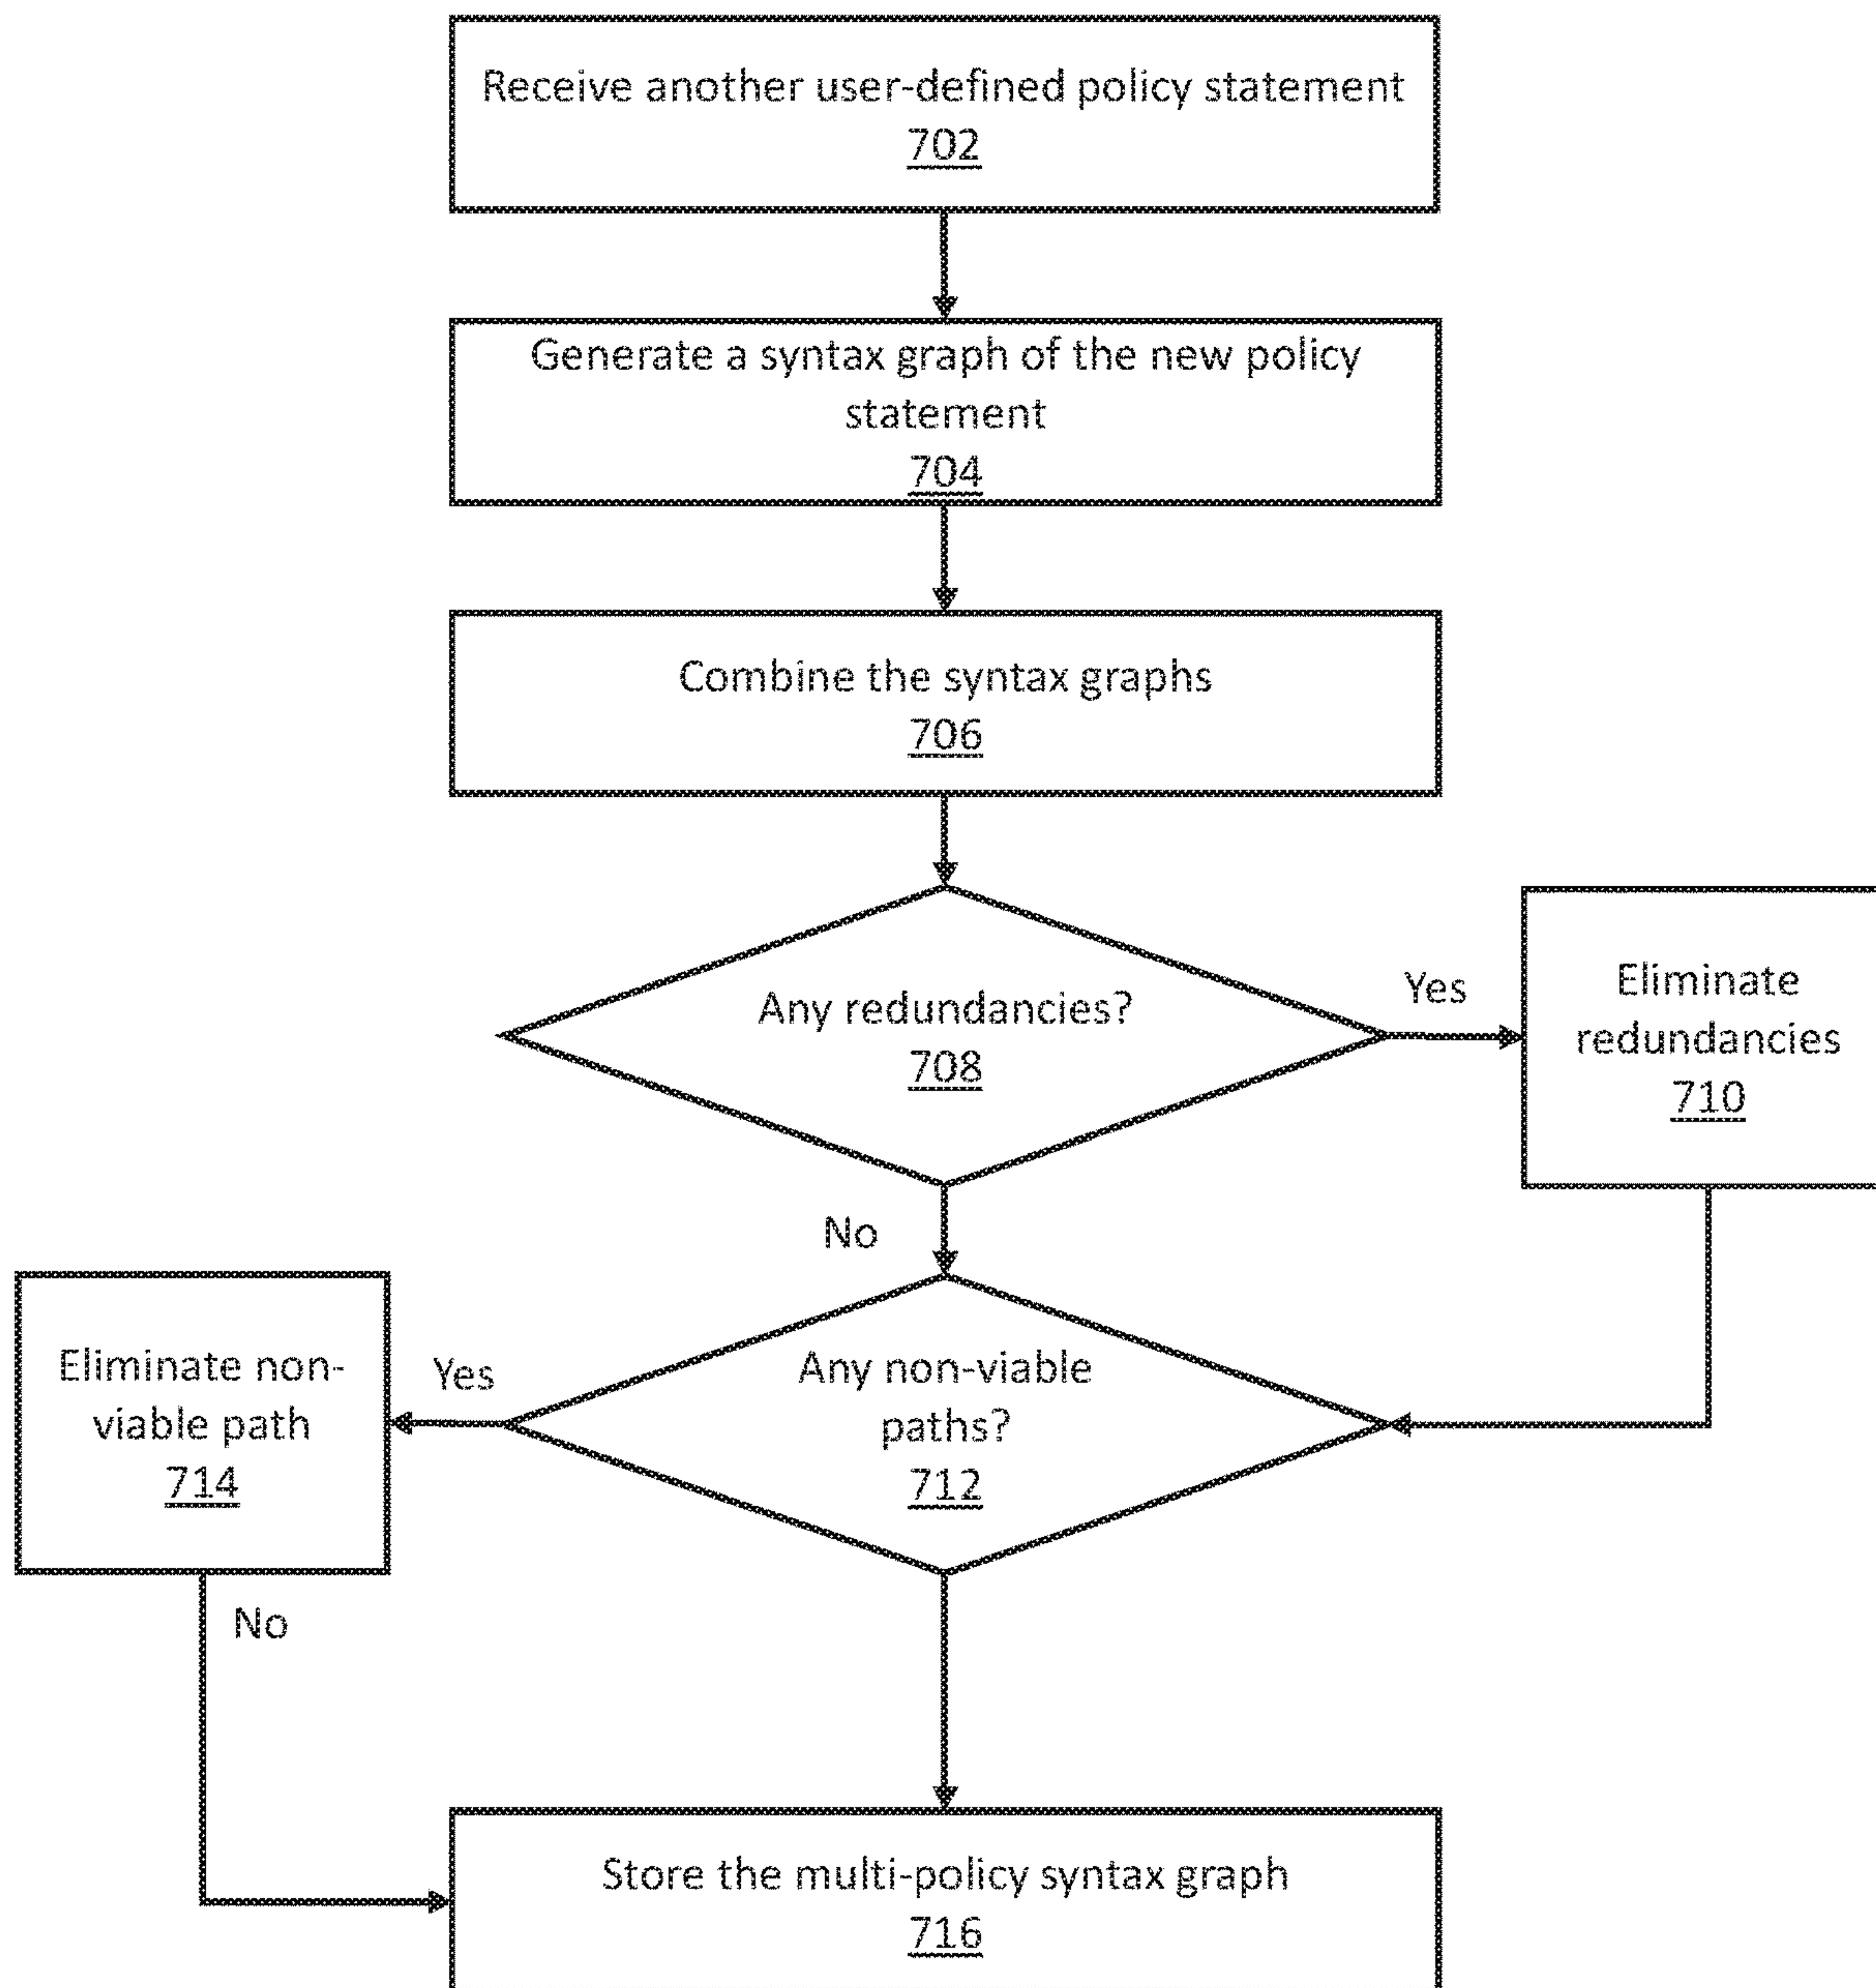 Receive another user-defined policy statement
702
Generate a syntax graph of the new policy
statement
704
Combine the syntax graphs
706
Any redundancies?
708
Yes
Eliminate
redundancies
710
No
Any non-viable
paths?
712
Yes
Eliminate non-
viable path
714
No
Store the multi-policy syntax graph
716